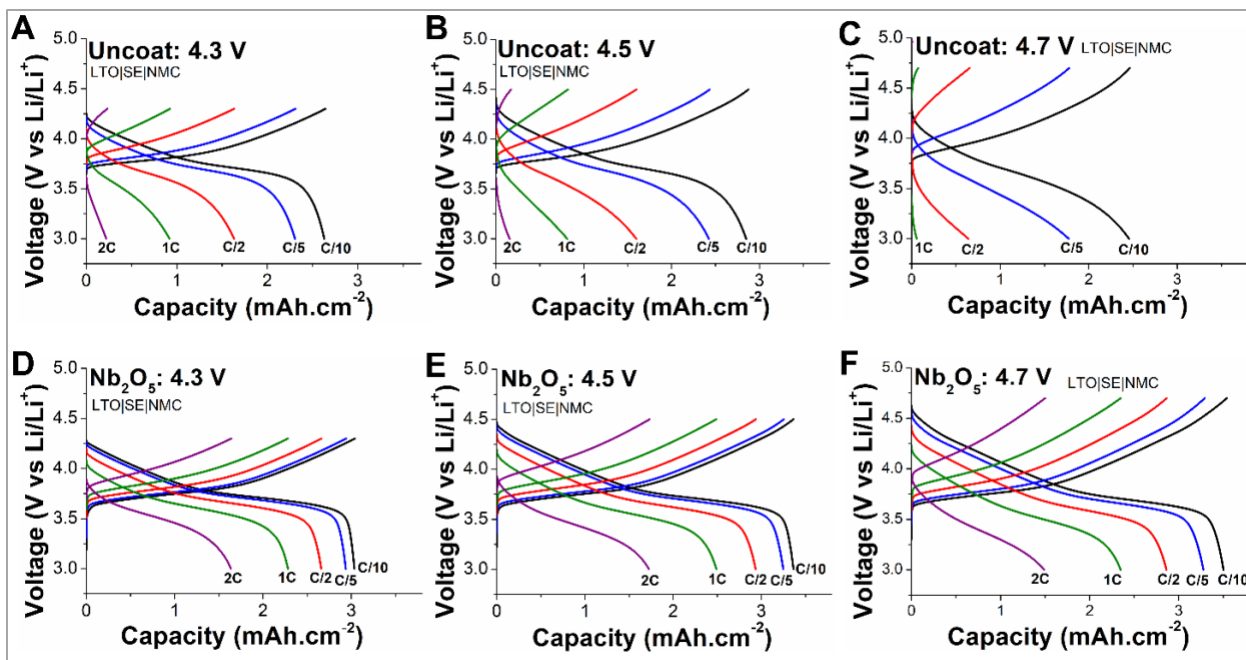 A
Uncoat: 4.3 V
LTO|SE|NMC
5.0
4.5
4.0
3.5
3.0
Voltage (V vs Li/Li⁺)
2C 1C C/2 C/5 C/10
0 1 2 3
Capacity (mAh.cm⁻²)
B
Uncoat: 4.5 V
LTO|SE|NMC
5.0
4.5
4.0
3.5
3.0
Voltage (V vs Li/Li⁺)
2C 1C C/2 C/5 C/10
0 1 2 3
Capacity (mAh.cm⁻²)
C
Uncoat: 4.7 V LTO|SE|NMC
5.0
4.5
4.0
3.5
3.0
Voltage (V vs Li/Li⁺)
1C C/2 C/5 C/10
0 1 2 3
Capacity (mAh.cm⁻²)
D
Nb₂O₅: 4.3 V
LTO|SE|NMC
5.0
4.5
4.0
3.5
3.0
Voltage (V vs Li/Li⁺)
2C 1C C/2 C/5 C/10
0 1 2 3
Capacity (mAh.cm⁻²)
E
Nb₂O₅: 4.5 V
LTO|SE|NMC
5.0
4.5
4.0
3.5
3.0
Voltage (V vs Li/Li⁺)
2C 1C C/2 C/5 C/10
0 1 2 3
Capacity (mAh.cm⁻²)
F
Nb₂O₅: 4.7 V LTO|SE|NMC
5.0
4.5
4.0
3.5
3.0
Voltage (V vs Li/Li⁺)
2C 1C C/2 C/5 C/10
0 1 2 3
Capacity (mAh.cm⁻²)